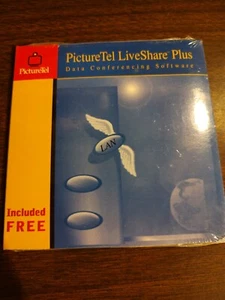 PictureTel
PictureTel LiveShare Plus
Data Conferencing Software
LAN
Included
FREE